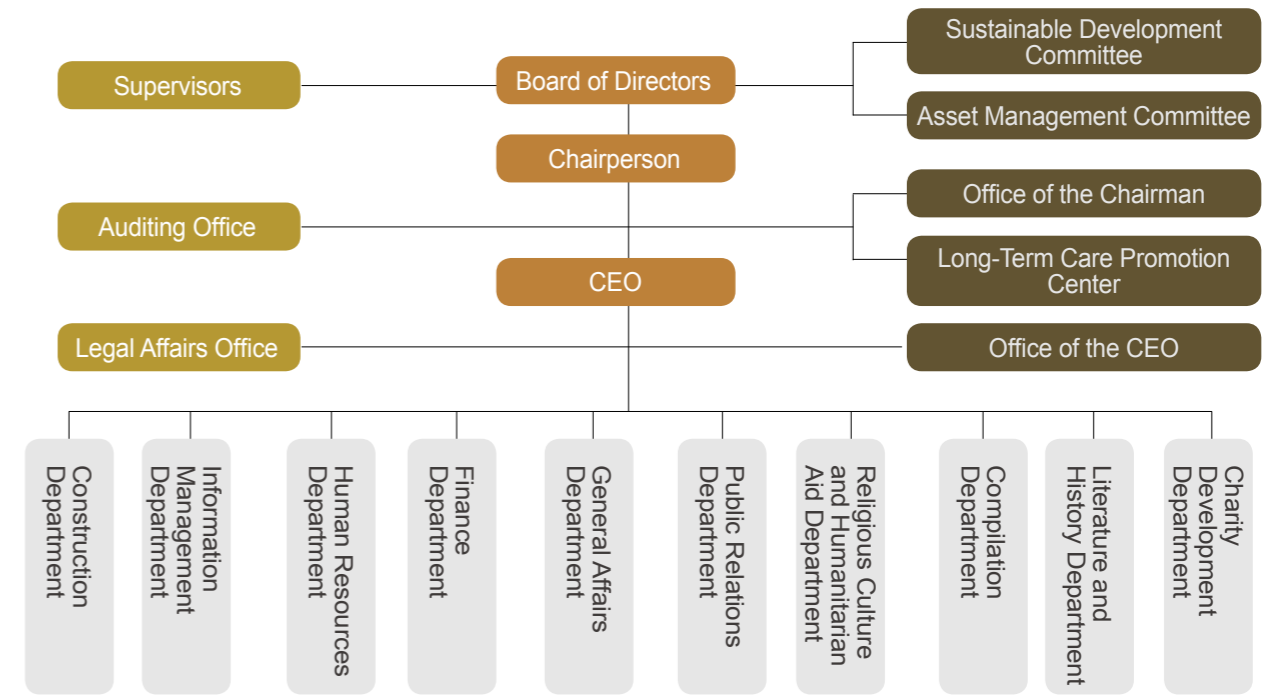 Sustainable Development
Committee
Supervisors
Board of Directors
Asset Management Committee
Chairperson
Office of the Chairman
Auditing Office
Long-Term Care Promotion
Center
CEO
Legal Affairs Office
Office of the CEO
Construction
Department
Information
Management
Department
Human Resources
Department
Finance
Department
General Affairs
Department
Public Relations
Department
Religious Culture
and Humanitarian
Aid Department
Compilation
Department
Literature and
History Department
Charity
Development
Department